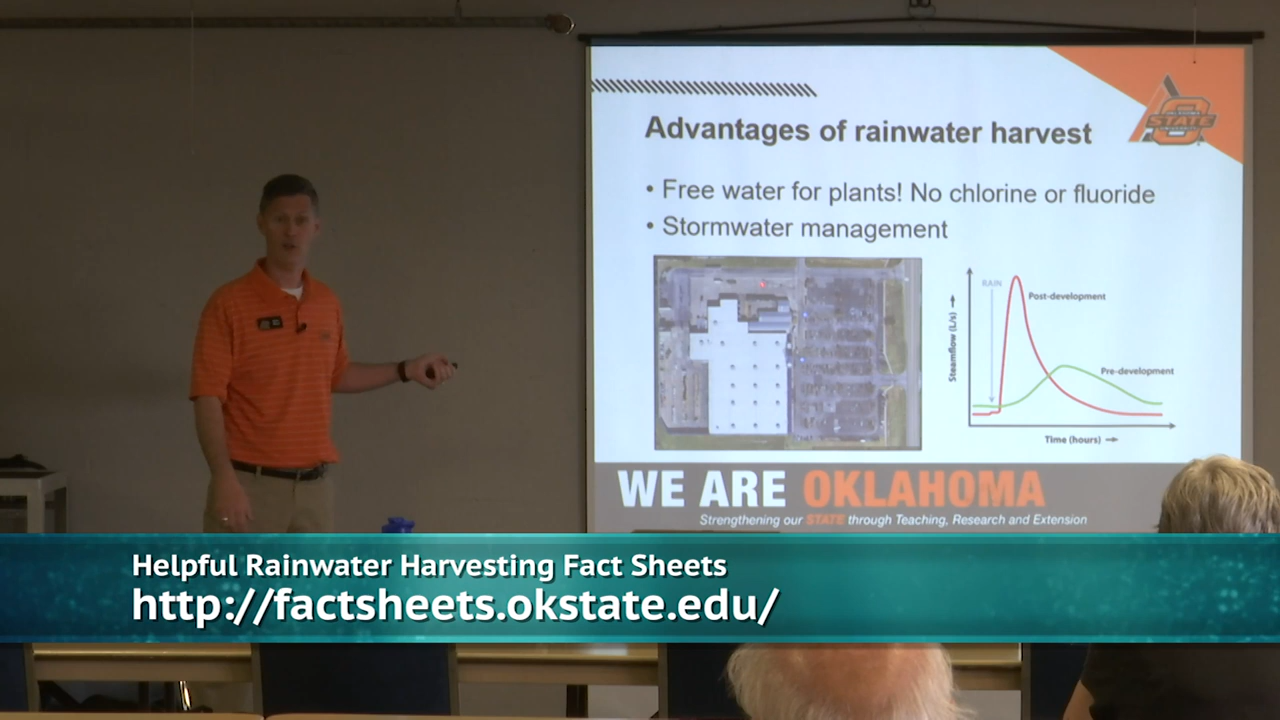 Advantages of rainwater harvest
• Free water for plants! No chlorine or fluoride
• Stormwater management
RAIN
Post-development
Pre-development
Steamflow (L/s)
Time (hours)
STATE
WE ARE OKLAHOMA
Strengthening our STATE through Teaching, Research and Extension
Helpful Rainwater Harvesting Fact Sheets
http://factsheets.okstate.edu/